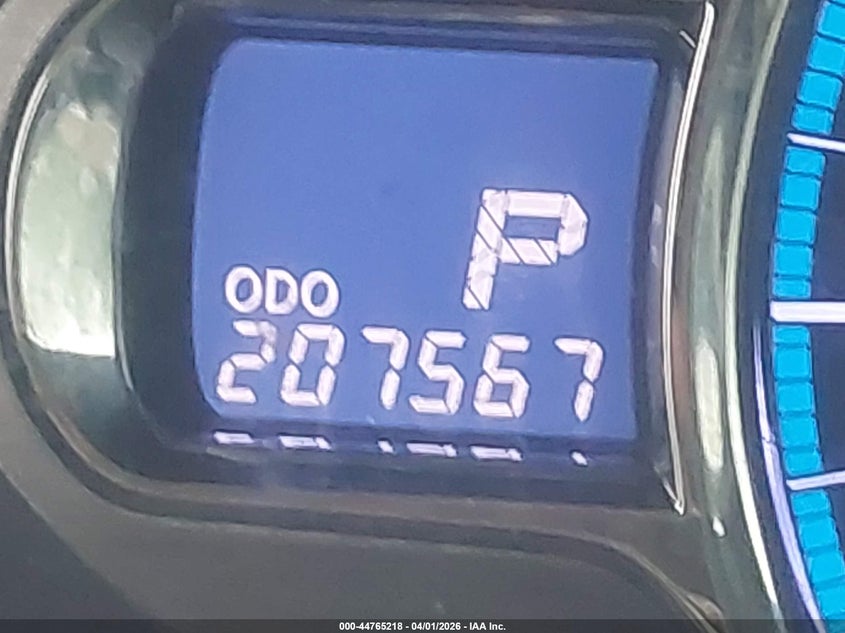 P
ODO
207567
000-44765218 - 04/01/2026 - IAA Inc.